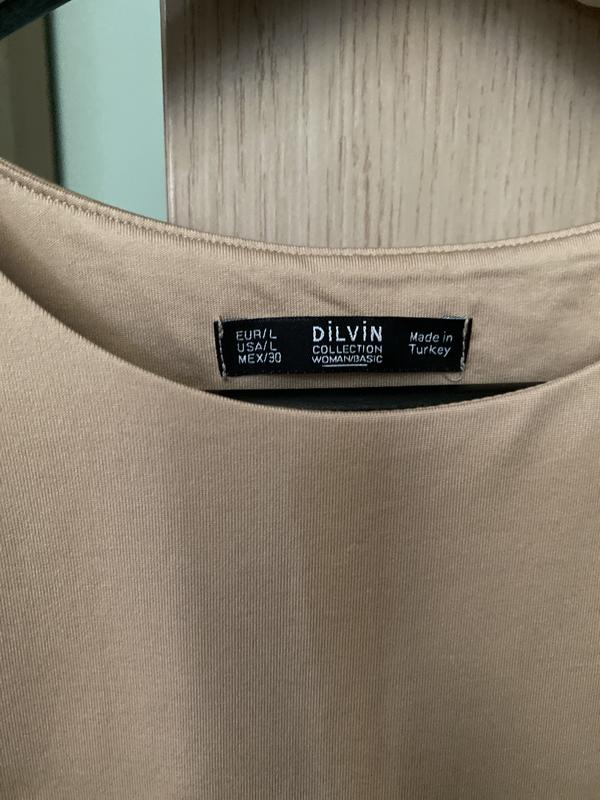 EUR/L
USA/L
MEX/30
DiLViN
COLLECTION
WOMAN/BASIC
Made in
Turkey